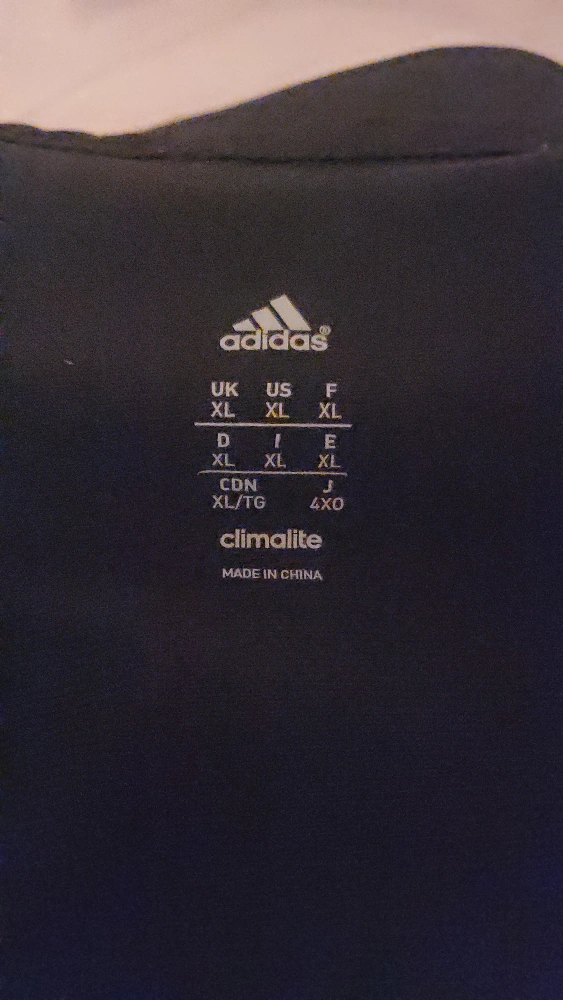 adidas®
UK US F
XL XL XL
D I E
XL XL XL
CDN J
XL/TG 4XO
climalite
MADE IN CHINA